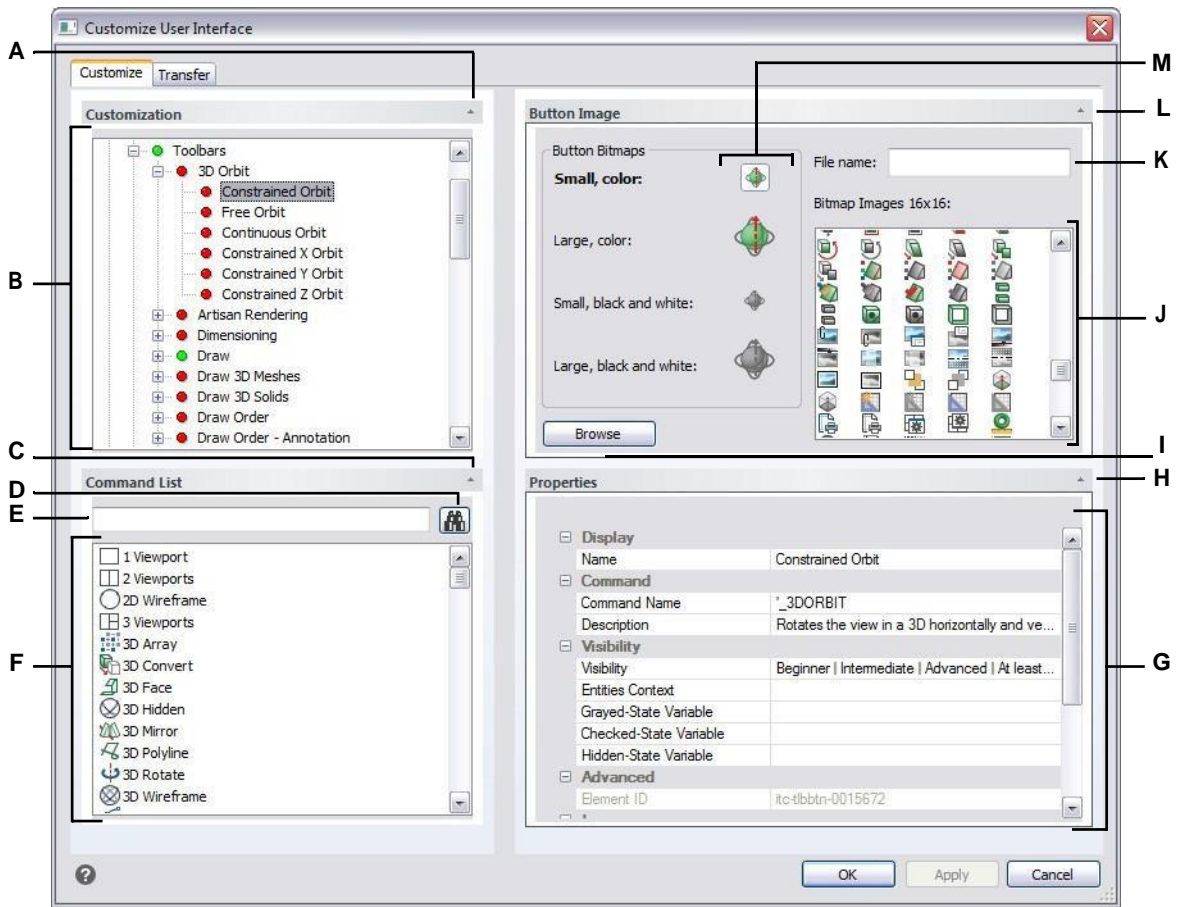 Customize User Interface
A
M
Customize Transfer
Customization
Button Image
L
B
Toolbars
3D Orbit
Constrained Orbit
Free Orbit
Continuous Orbit
Constrained X Orbit
Constrained Y Orbit
Constrained Z Orbit
Artisan Rendering
Dimensioning
Draw
Draw 3D Meshes
Draw 3D Solids
Draw Order
Draw Order - Annotation
Button Bitmaps
Small, color:
Large, color:
Small, black and white:
Large, black and white:
Browse
File name:
K
Bitmap Images 16x16:
J
I
C
Command List
D
E
F
1 Viewport
2 Viewports
2D Wireframe
3 Viewports
3D Array
3D Convert
3D Face
3D Hidden
3D Mirror
3D Polyline
3D Rotate
3D Wireframe
Properties
H
G
Display
Name Constrained Orbit
Command
Command Name '_3DORBIT
Description Rotates the view in a 3D horizontally and ve...
Visibility
Visibility Beginner | Intermediate | Advanced | At least...
Entities Context
Grayed-State Variable
Checked-State Variable
Hidden-State Variable
Advanced
Element ID itc-tlbbtn-0015672
?
OK Apply Cancel